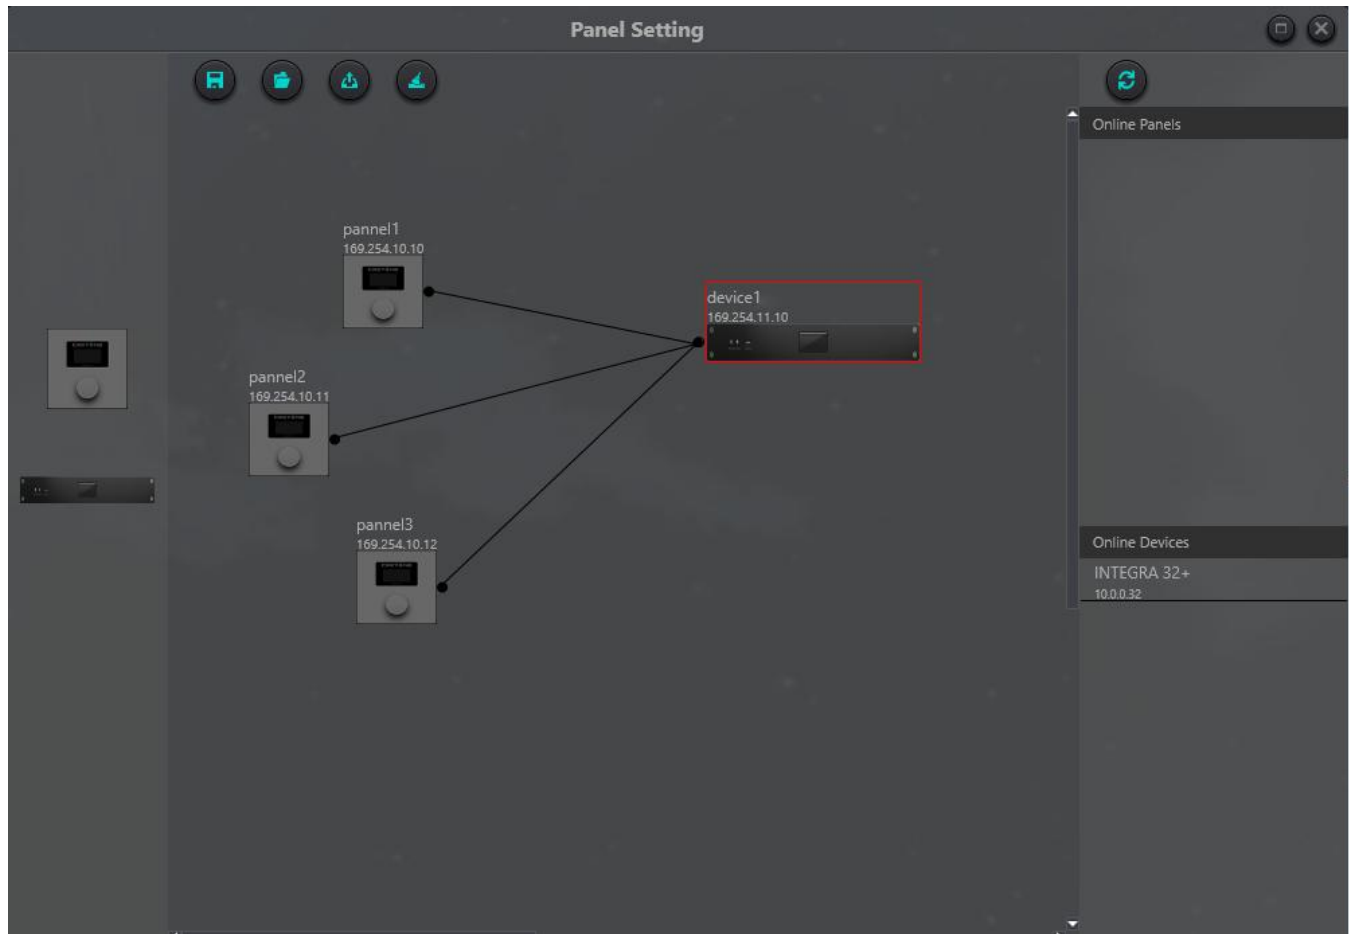 Panel Setting
Online Panels
pannel1
169.254.10.10
device1
169.254.11.10
pannel2
169.254.10.11
pannel3
169.254.10.12
Online Devices
INTEGRA 32+
10.0.0.32